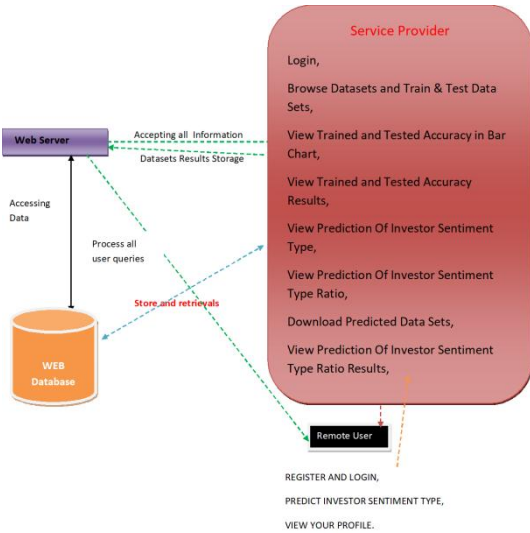 Service Provider
Login,
Browse Datasets and Train & Test Data
Sets,
View Trained and Tested Accuracy in Bar
Chart,
View Trained and Tested Accuracy
Results,
View Prediction Of Investor Sentiment
Type,
View Prediction Of Investor Sentiment
Type Ratio,
Download Predicted Data Sets,
View Prediction Of Investor Sentiment
Type Ratio Results,
Web Server
Accepting all Information
Datasets Results Storage
Accessing
Data
Process all
user queries
Store and retrievals
WEB
Database
Remote User
REGISTER AND LOGIN,
PREDICT INVESTOR SENTIMENT TYPE,
VIEW YOUR PROFILE.